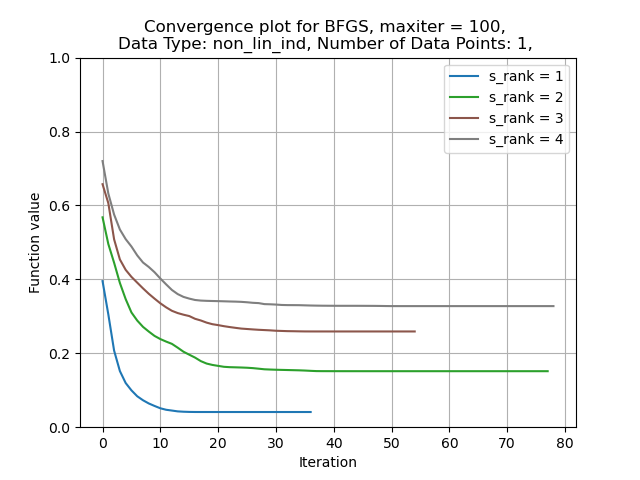 Convergence plot for BFGS, maxiter = 100,
Data Type: non_lin_ind, Number of Data Points: 1,
s_rank = 1
s_rank = 2
s_rank = 3
s_rank = 4
Function value
1.0
0.8
0.6
0.4
0.2
0.0
0 10 20 30 40 50 60 70 80
Iteration